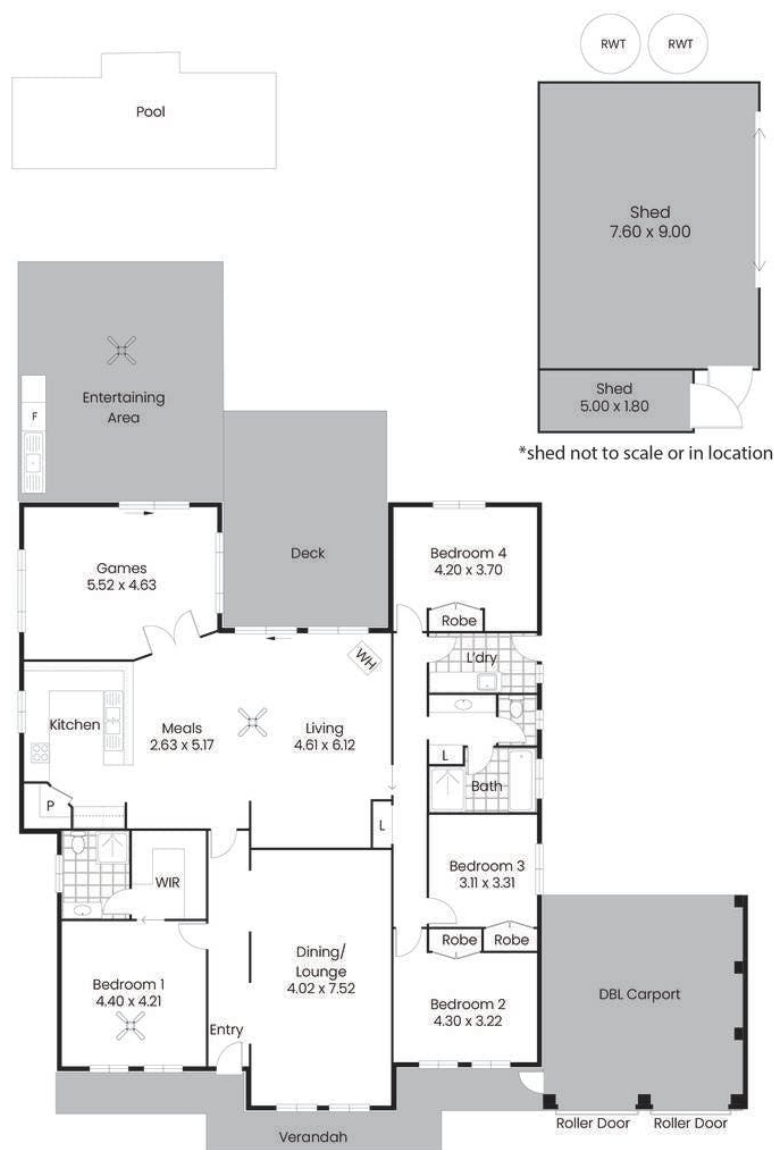 Pool
RWT
RWT
Shed
7.60 x 9.00
Shed
5.00 x 1.80
*shed not to scale or in location
Entertaining
Area
F
Deck
Games
5.52 x 4.63
Bedroom 4
4.20 x 3.70
Robe
L'dry
WH
Kitchen
Meals
2.63 x 5.17
Living
4.61 x 6.12
L
Bath
P
L
WIR
Bedroom 3
3.11 x 3.31
Robe
Robe
Dining/
Lounge
4.02 x 7.52
Bedroom 1
4.40 x 4.21
Bedroom 2
4.30 x 3.22
DBL Carport
Entry
Roller Door
Roller Door
Verandah